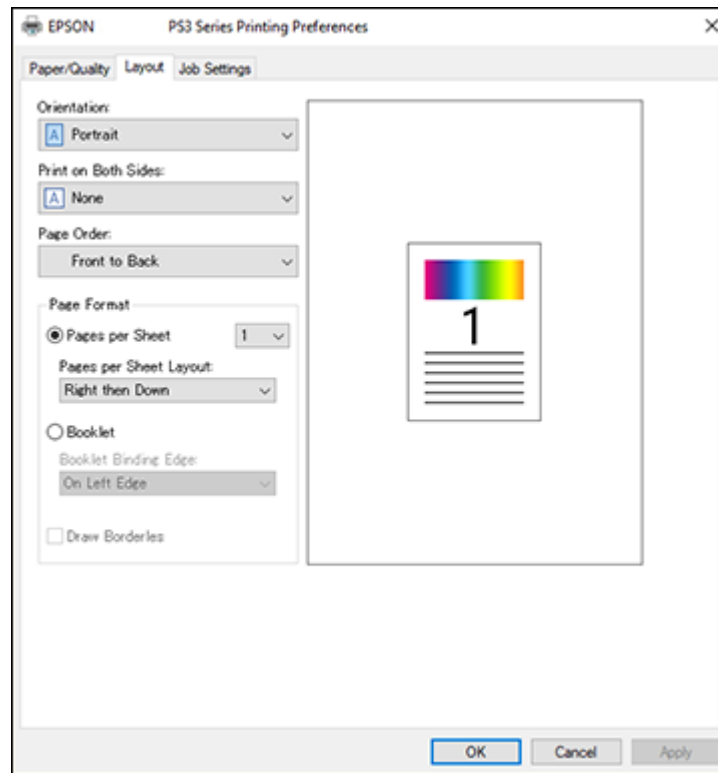 EPSON PS3 Series Printing Preferences
Paper/Quality Layout Job Settings
Orientation:
A Portrait
Print on Both Sides:
A None
Page Order:
Front to Back
Page Format
Pages per Sheet 1
Pages per Sheet Layout:
Right then Down
Booklet
Booklet Binding Edge:
On Left Edge
Draw Borderles
1
OK Cancel Apply